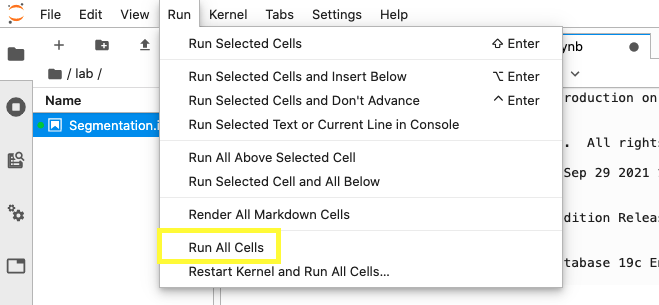 File Edit View Run Kernel Tabs Settings Help
Run Selected Cells ⇧ Enter
Run Selected Cells and Insert Below ⌥ Enter
Run Selected Cells and Don't Advance ^ Enter
Run Selected Text or Current Line in Console
Run All Above Selected Cell
Run Selected Cell and All Below
Render All Markdown Cells
Run All Cells
Restart Kernel and Run All Cells...
/ lab /
Name
Segmentation.i
ynb
roduction on
. All right
Sep 29 2021
dition Releas
tabase 19c En